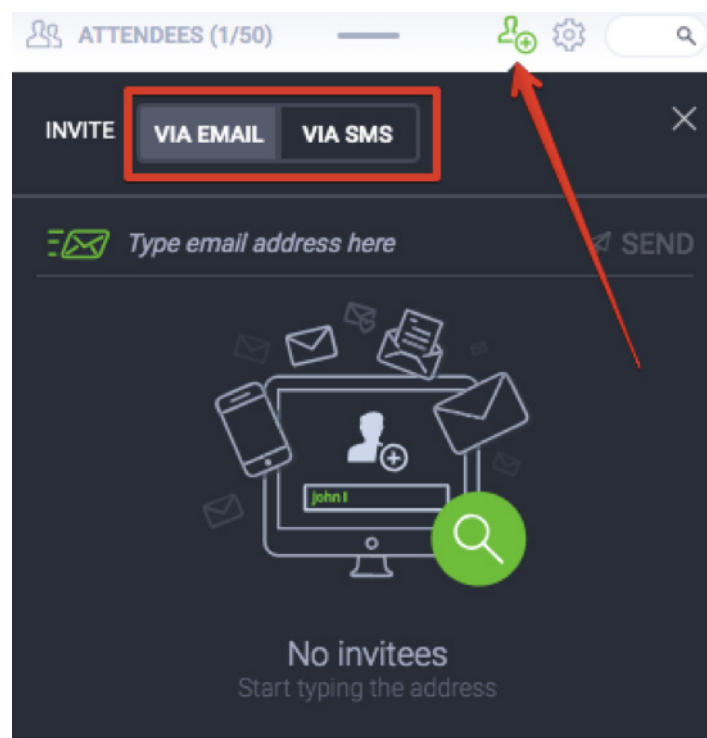 ATTENDEES (1/50)
INVITE VIA EMAIL VIA SMS
Type email address here SEND
john I
No invitees
Start typing the address